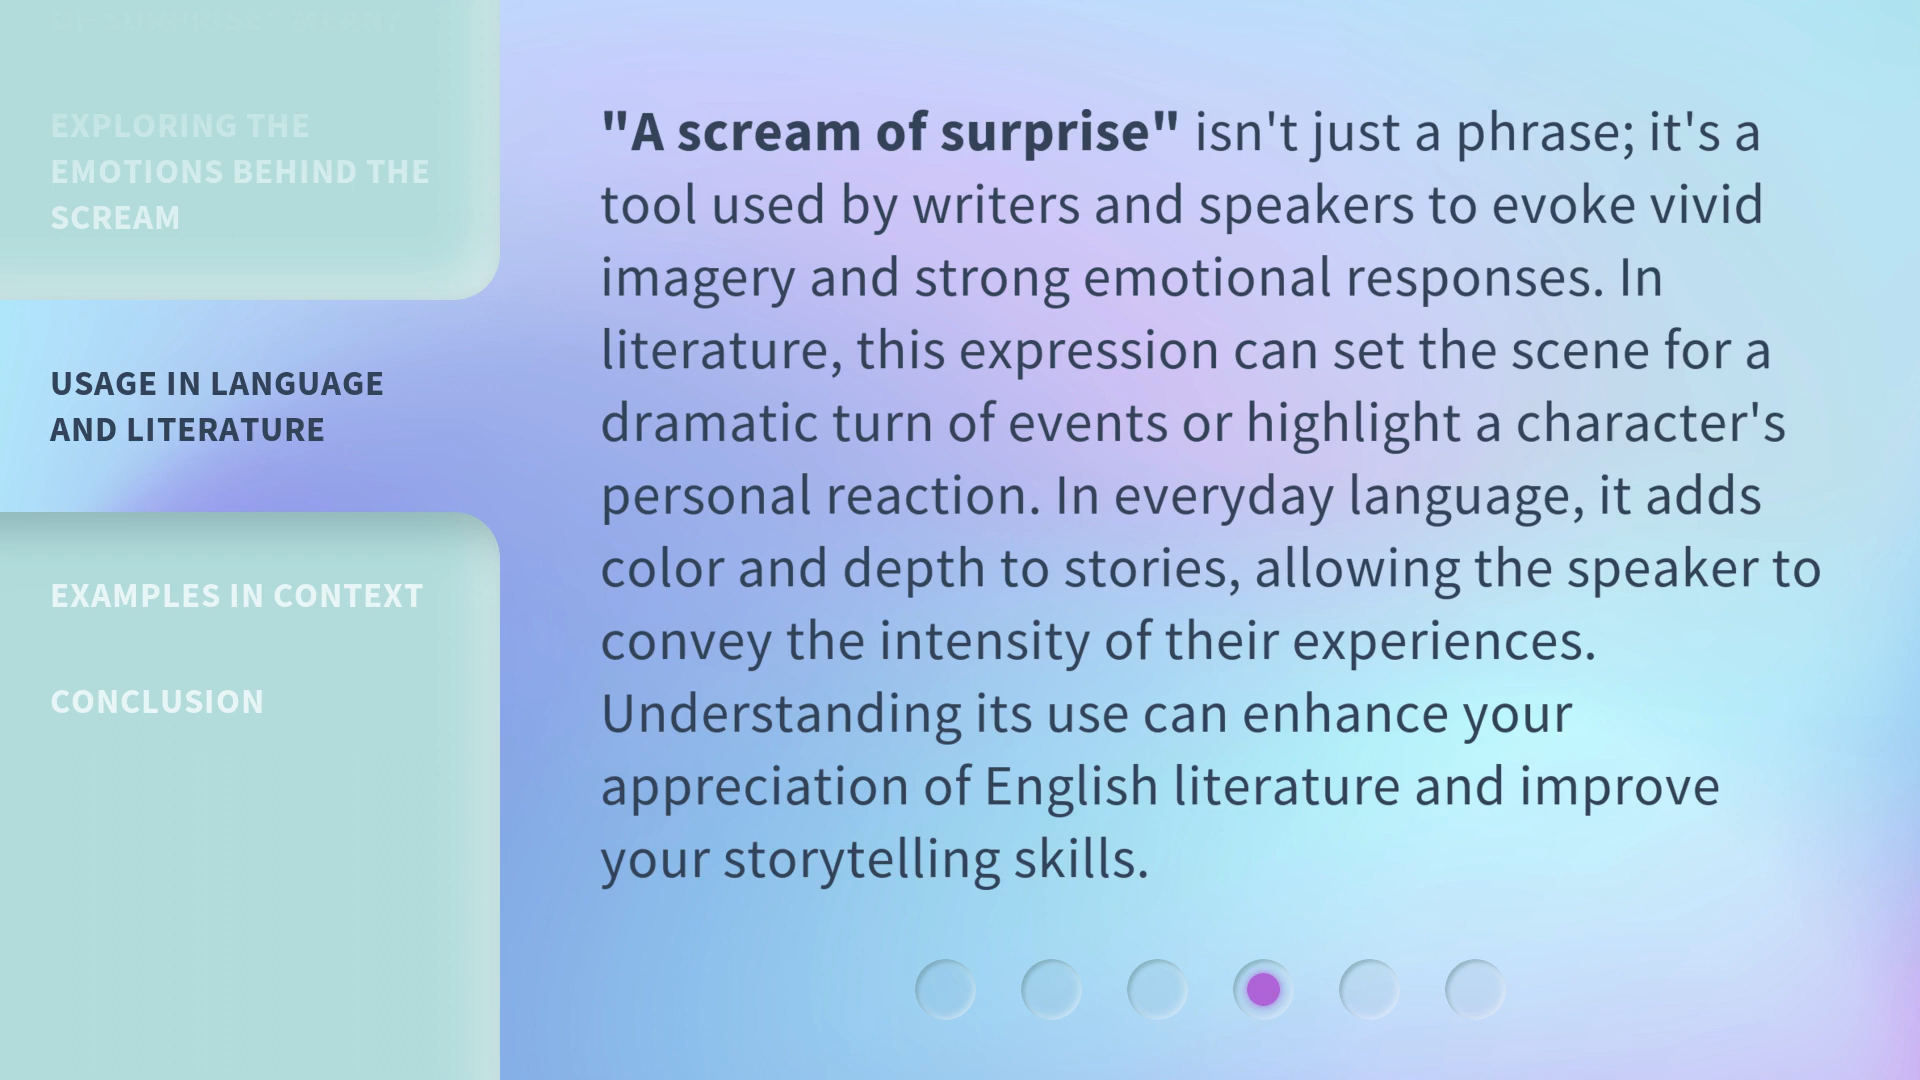 OF SURPRISE" MEAN?
EXPLORING THE
EMOTIONS BEHIND THE
SCREAM
USAGE IN LANGUAGE
AND LITERATURE
EXAMPLES IN CONTEXT
CONCLUSION
"A scream of surprise" isn't just a phrase; it's a
tool used by writers and speakers to evoke vivid
imagery and strong emotional responses. In
literature, this expression can set the scene for a
dramatic turn of events or highlight a character's
personal reaction. In everyday language, it adds
color and depth to stories, allowing the speaker to
convey the intensity of their experiences.
Understanding its use can enhance your
appreciation of English literature and improve
your storytelling skills.